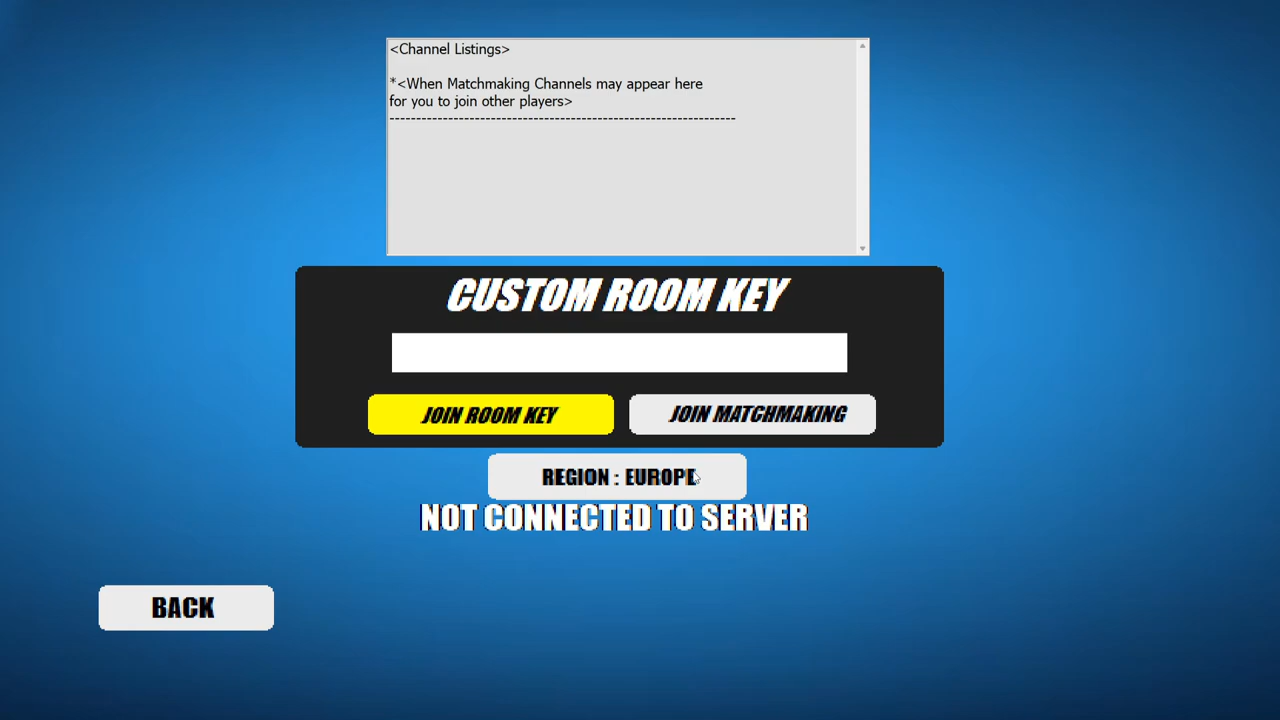 <Channel Listings>
*<When Matchmaking Channels may appear here
for you to join other players>
------------------------------------------------------------------
CUSTOM ROOM KEY
JOIN ROOM KEY
JOIN MATCHMAKING
REGION : EUROPE
NOT CONNECTED TO SERVER
BACK